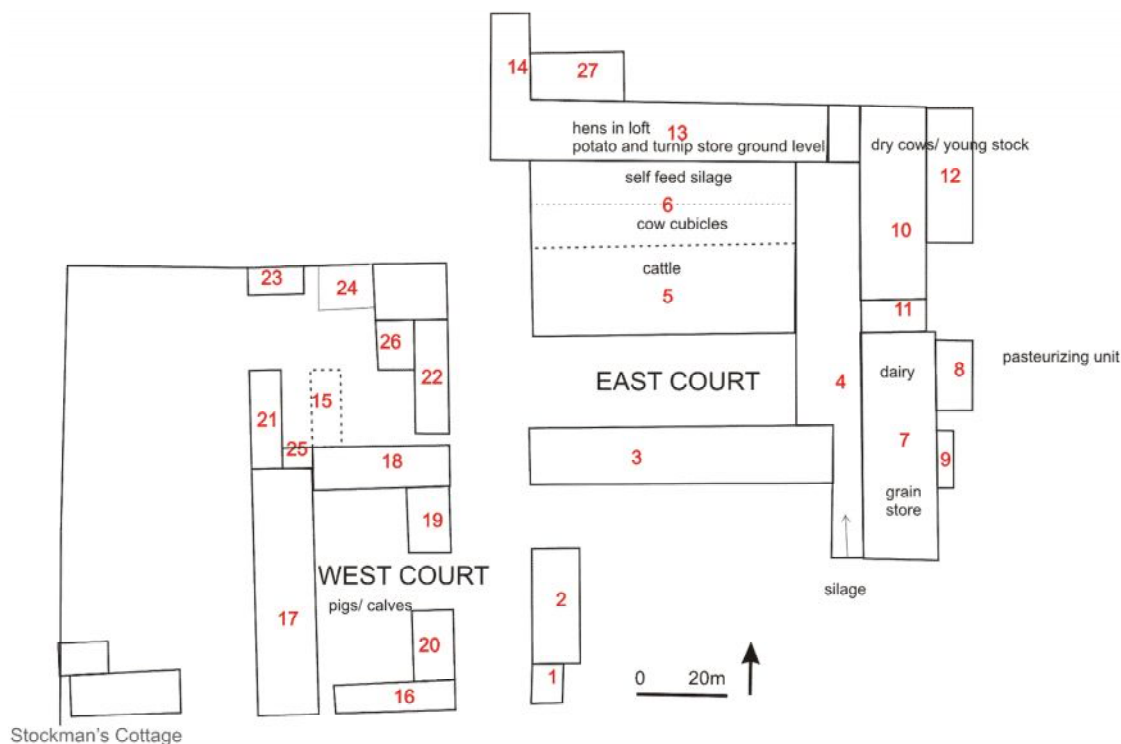 14
27
hens in loft
13
potato and turnip store ground level
dry cows/ young stock
12
self feed silage
6
cow cubicles
10
cattle
5
23
24
11
26
22
EAST COURT
4
dairy
8
pasteurizing unit
21
15
25
18
3
7
9
19
grain
store
WEST COURT
pigs/ calves
silage
17
2
20
1
16
0 20m
Stockman's Cottage